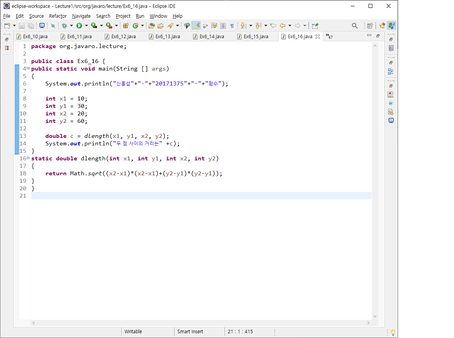 eclipse-workspace - Lecture1/src/org.javaro.lecture/Ex6_16.java - Eclipse IDE
File Edit Source Refactor Navigate Search Project Run Window Help
Ex6_10.java Ex6_11.java Ex6_12.java Ex6_13.java Ex6_14.java Ex6_15.java Ex6_16.java
1 package org.javaro.lecture;
2
3 public class Ex6_16 {
4 public static void main(String [] args)
5 {
6 System.out.println("신홍섭"+"-"+"20171375"+"-"+"함수");
7
8 int x1 = 10;
9 int y1 = 30;
10 int x2 = 20;
11 int y2 = 60;
12
13 double c = dlength(x1, y1, x2, y2);
14 System.out.println("두 점 사이의 거리는" +c);
15 }
16 static double dlength(int x1, int y1, int x2, int y2)
17 {
18 return Math.sqrt((x2-x1)*(x2-x1)+(y2-y1)*(y2-y1));
19 }
20 }
21
Writable Smart Insert 21 : 1 : 415